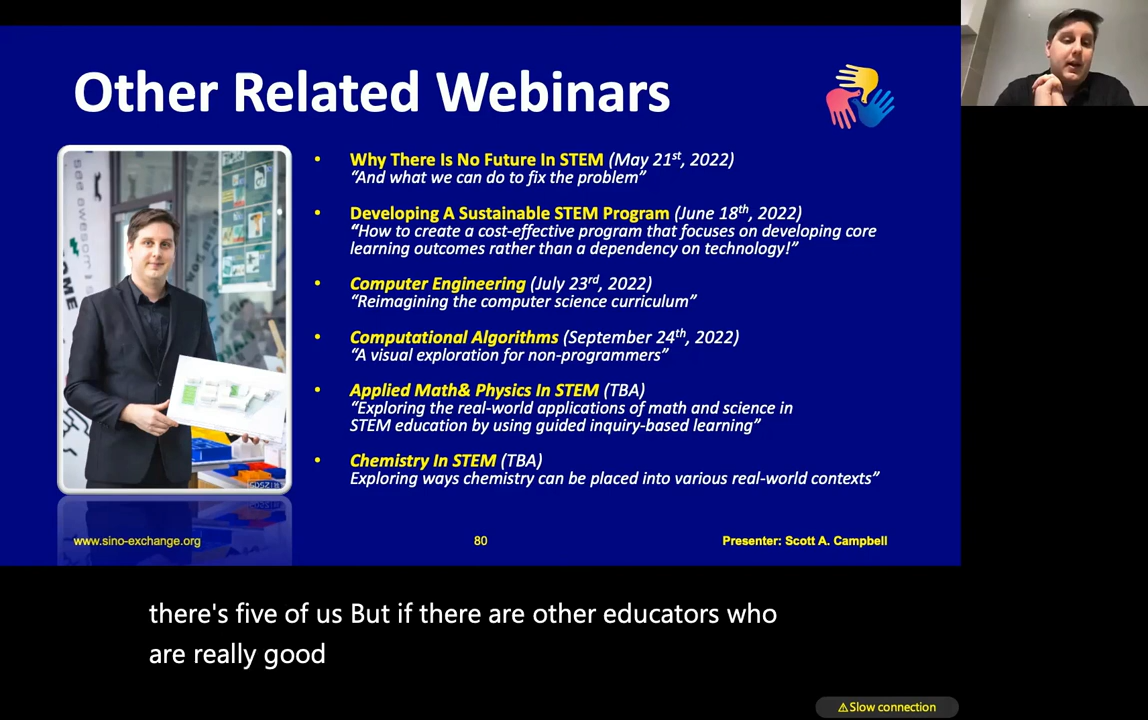 Other Related Webinars
• Why There Is No Future In STEM (May 21st, 2022)
“And what we can do to fix the problem”
• Developing A Sustainable STEM Program (June 18th, 2022)
“How to create a cost-effective program that focuses on developing core
learning outcomes rather than a dependency on technology!”
• Computer Engineering (July 23rd, 2022)
“Reimagining the computer science curriculum”
• Computational Algorithms (September 24th, 2022)
“A visual exploration for non-programmers”
• Applied Math& Physics In STEM (TBA)
“Exploring the real-world applications of math and science in
STEM education by using guided inquiry-based learning”
• Chemistry In STEM (TBA)
Exploring ways chemistry can be placed into various real-world contexts”
www.sino-exchange.org
80
Presenter: Scott A. Campbell
there's five of us But if there are other educators who
are really good
⚠Slow connection